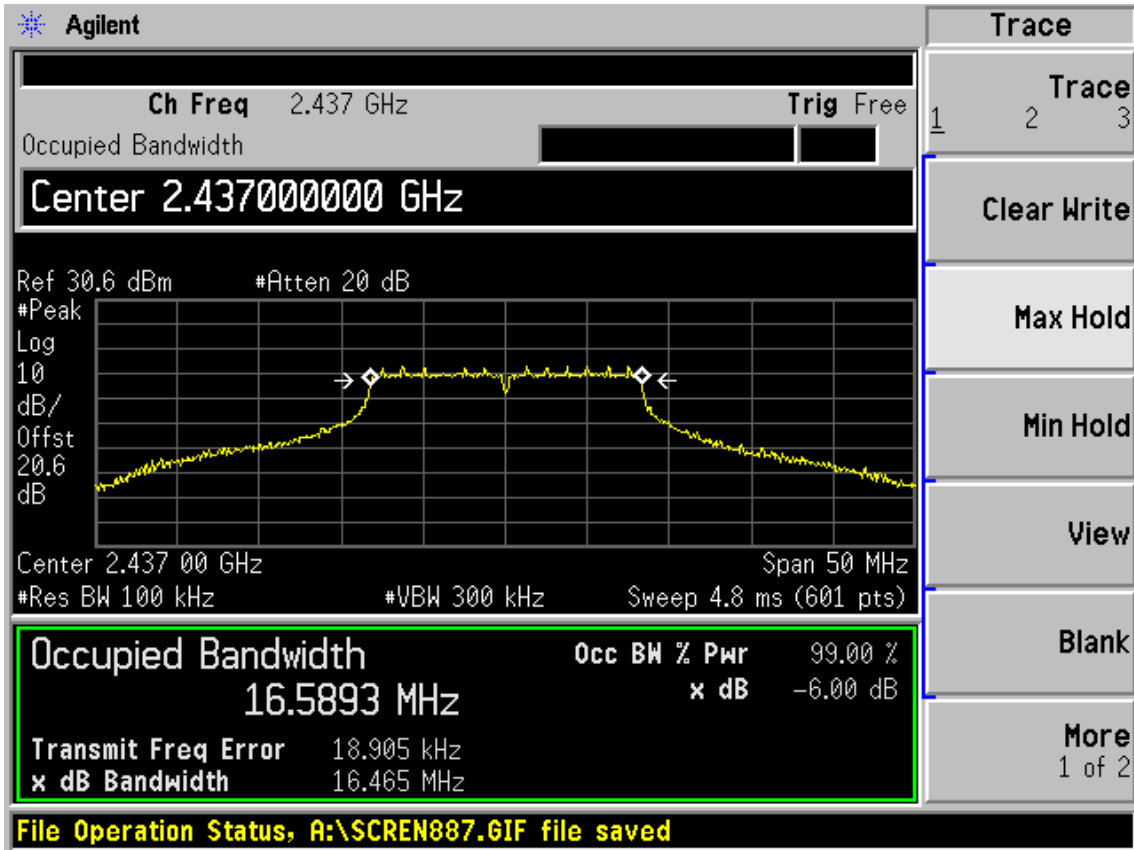 Agilent
Trace
Ch Freq 2.437 GHz Trig Free
Occupied Bandwidth
Center 2.437000000 GHz
Ref 30.6 dBm #Atten 20 dB
#Peak
Log
10
dB/
Offst
20.6
dB
Center 2.437 00 GHz Span 50 MHz
#Res BW 100 kHz #VBW 300 kHz Sweep 4.8 ms (601 pts)
Occupied Bandwidth
16.5893 MHz
Occ BW % Pwr 99.00 %
x dB -6.00 dB
Transmit Freq Error 18.905 kHz
x dB Bandwidth 16.465 MHz
Trace
1 2 3
Clear Write
Max Hold
Min Hold
View
Blank
More
1 of 2
File Operation Status, A:\SCREN887.GIF file saved